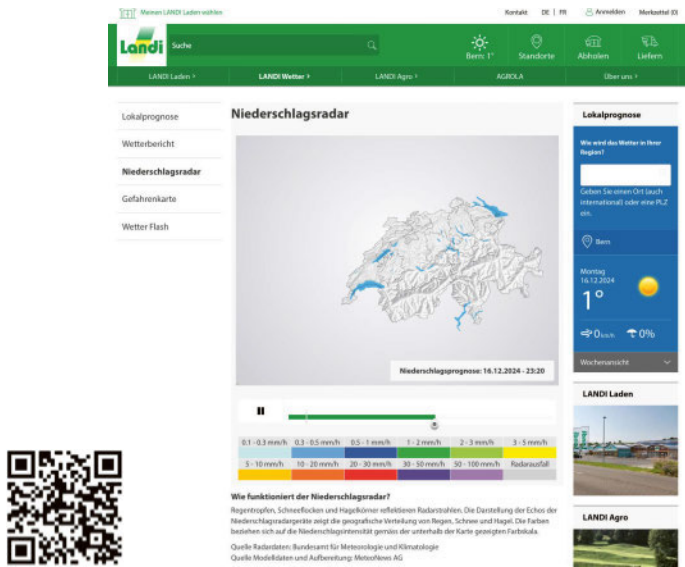 Meinen LANDI Laden wählen
Kontakt DE | FR Anmelden Merkzettel (0)
Landi
Suche
Bern: 1° Standorte Abholen Liefern
LANDI Laden > LANDI Wetter > LANDI Agro > AGROLA Über uns >
Lokalprognose
Wetterbericht
Niederschlagsradar
Gefahrenkarte
Wetter Flash
Niederschlagsradar
Niederschlagsprognose: 16.12.2024 - 23:20
0.1 - 0.3 mm/h 0.3 - 0.5 mm/h 0.5 - 1 mm/h 1 - 2 mm/h 2 - 3 mm/h 3 - 5 mm/h
5 - 10 mm/h 10 - 20 mm/h 20 - 30 mm/h 30 - 50 mm/h 50 - 100 mm/h Radarausfall
Wie funktioniert der Niederschlagsradar?
Regentropfen, Schneeflocken und Hagelkörner reflektieren Radarstrahlen. Die Darstellung der Echos der
Niederschlagsradargeräte zeigt die geografische Verteilung von Regen, Schnee und Hagel. Die Farben
beziehen sich auf die Niederschlagsintensität gemäss der unterhalb der Karte gezeigten Farbskala.
Quelle Radardaten: Bundesamt für Meteorologie und Klimatologie
Quelle Modelldaten und Aufbereitung: MeteoNews AG
Lokalprognose
Wie wird das Wetter in Ihrer
Region?
Geben Sie einen Ort (auch
international) oder eine PLZ
ein.
Bern
Montag
16.12.2024
1°
0 km/h 0%
Wochenansicht
LANDI Laden
LANDI Agro